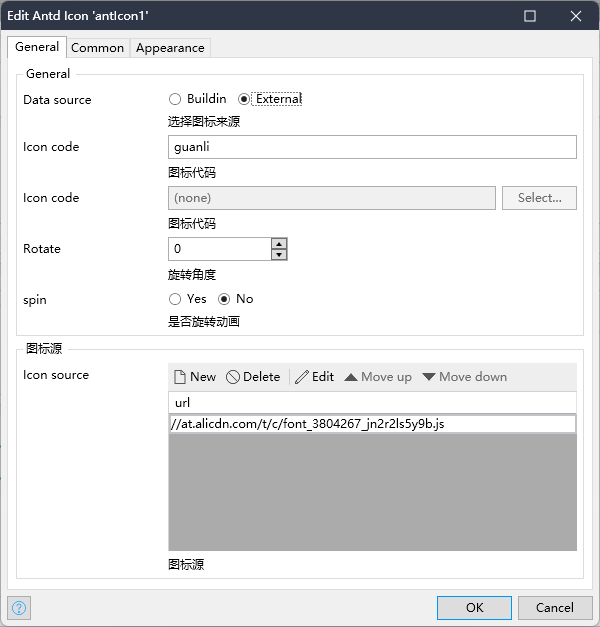 Edit Antd Icon 'antIcon1'
General Common Appearance
General
Data source Buildin External
选择图标来源
Icon code guanli
图标代码
Icon code (none) Select...
图标代码
Rotate 0
旋转角度
spin Yes No
是否旋转动画
图标源
Icon source New Delete Edit Move up Move down
url
//at.alicdn.com/t/c/font_3804267_jn2r2ls5y9b.js
图标源
? OK Cancel